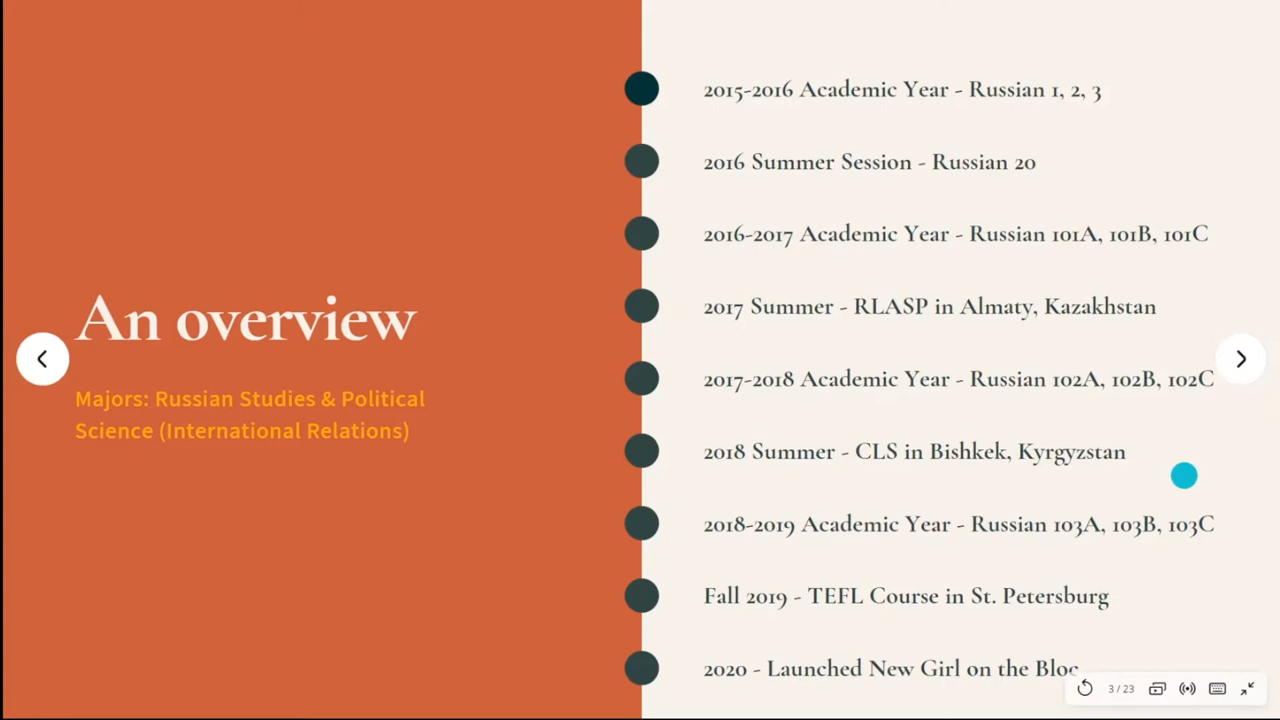 An overview
Majors: Russian Studies & Political
Science (International Relations)
2015-2016 Academic Year - Russian 1, 2, 3
2016 Summer Session - Russian 20
2016-2017 Academic Year - Russian 101A, 101B, 101C
2017 Summer - RLASP in Almaty, Kazakhstan
2017-2018 Academic Year - Russian 102A, 102B, 102C
2018 Summer - CLS in Bishkek, Kyrgyzstan
2018-2019 Academic Year - Russian 103A, 103B, 103C
Fall 2019 - TEFL Course in St. Petersburg
2020 - Launched New Girl on the Bloc
3 / 23